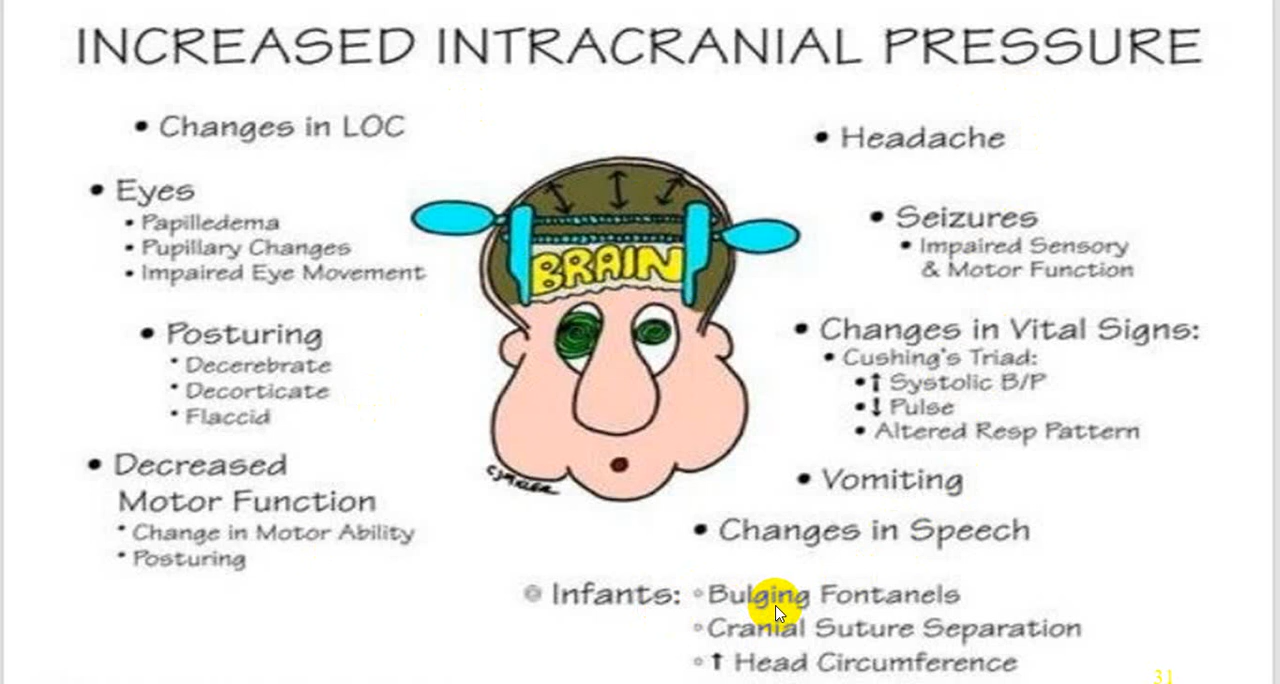 INCREASED INTRACRANIAL PRESSURE
• Changes in LOC
• Eyes
• Papilledema
• Pupillary Changes
• Impaired Eye Movement
• Posturing
• Decerebrate
• Decorticate
• Flaccid
• Decreased
Motor Function
• Change in Motor Ability
• Posturing
BRAIN
• Headache
• Seizures
• Impaired Sensory
& Motor Function
• Changes in Vital Signs:
• Cushing's Triad:
• ↑ Systolic B/P
• ↓ Pulse
• Altered Resp Pattern
• Vomiting
• Changes in Speech
Infants: ◦ Bulging Fontanels
◦ Cranial Suture Separation
◦ ↑ Head Circumference
31